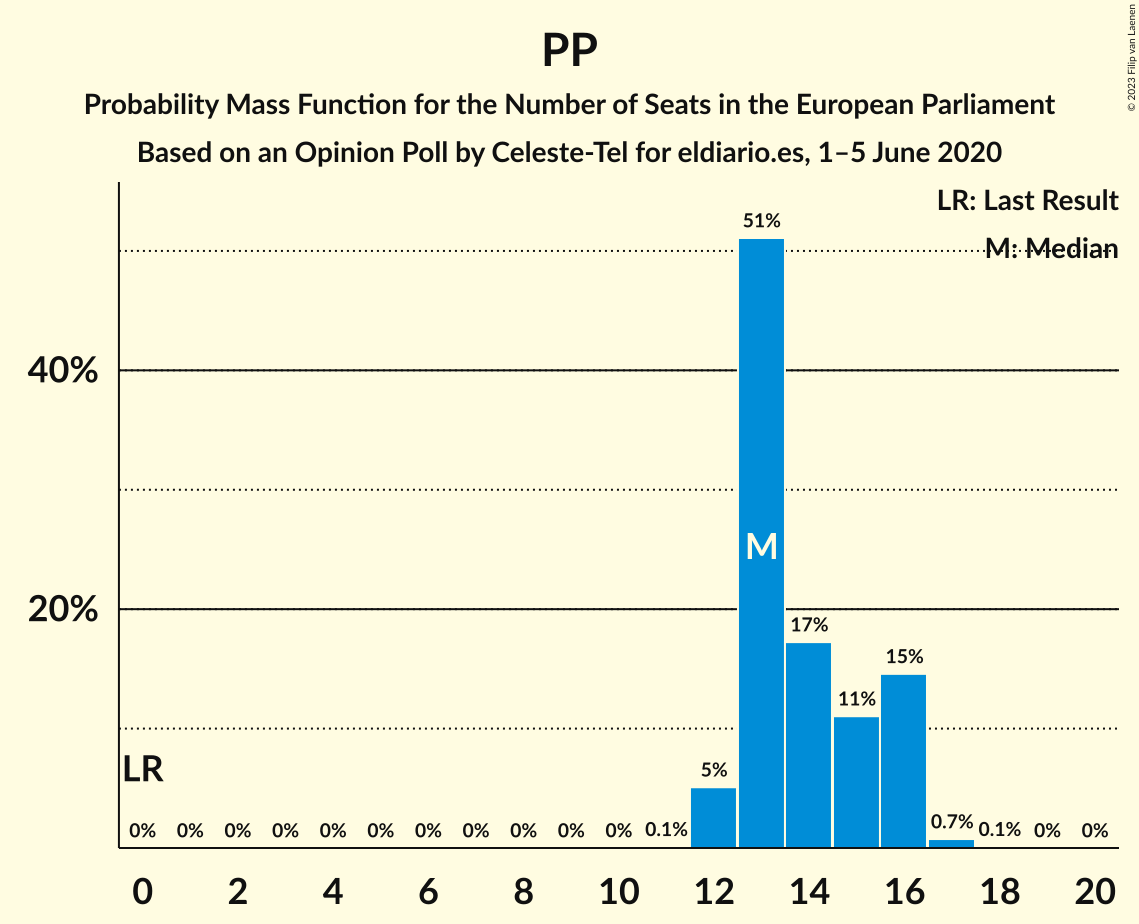 PP
Probability Mass Function for the Number of Seats in the European Parliament
Based on an Opinion Poll by Celeste-Tel for eldiario.es, 1–5 June 2020
© 2023 Filip van Laenen
LR: Last Result
M: Median
51%
40%
M
20%
17%
15%
11%
LR
5%
0% 0% 0% 0% 0% 0% 0% 0% 0% 0% 0% 0.1% 0.7% 0.1% 0% 0%
0 2 4 6 8 10 12 14 16 18 20